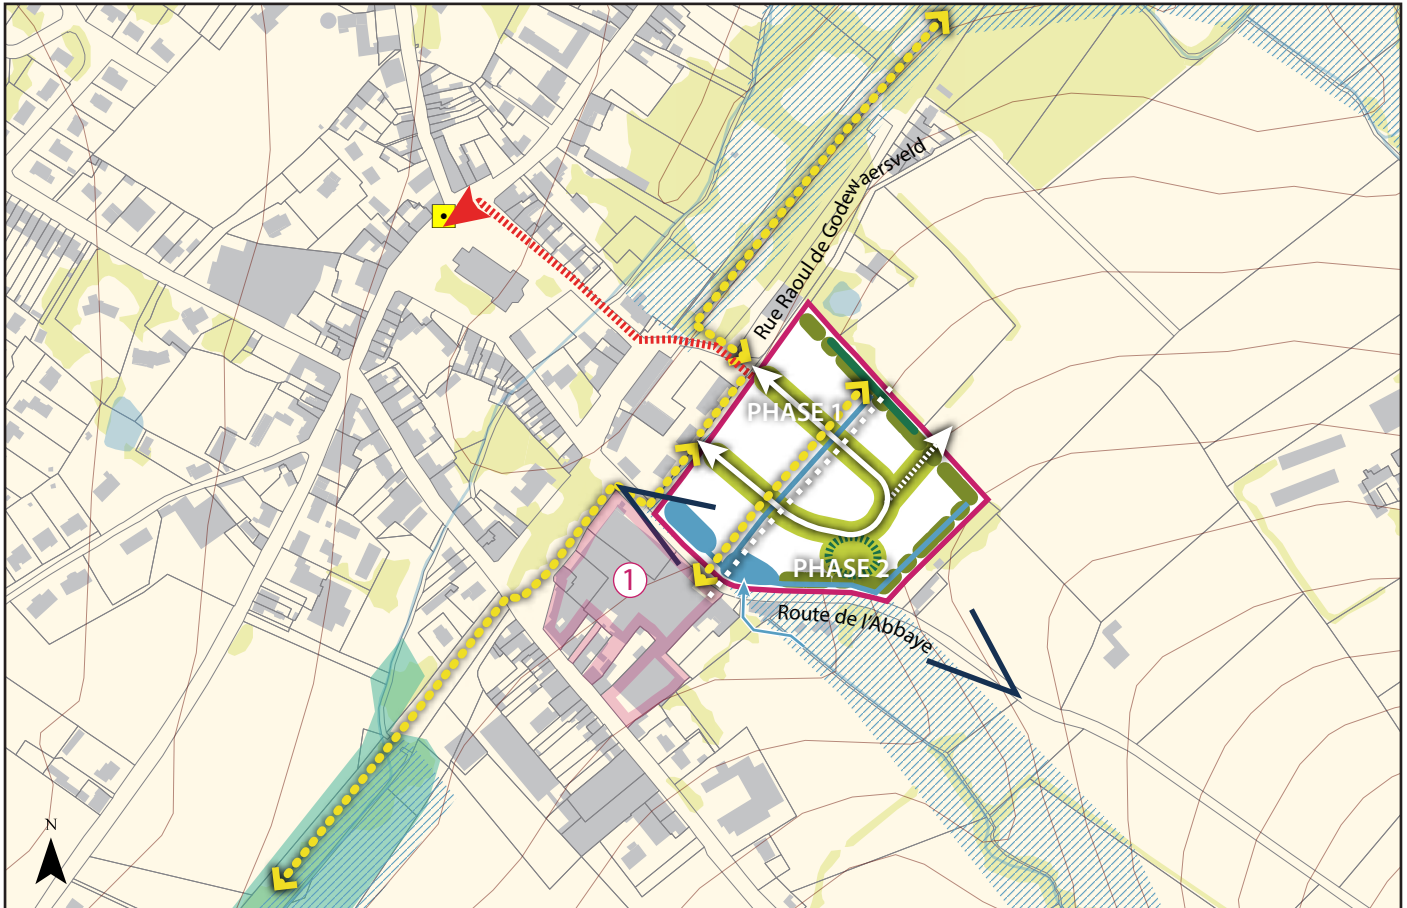 Rue Raoul de Godewaersveld
PHASE 1
PHASE 2
1
Route de l'Abbaye
N